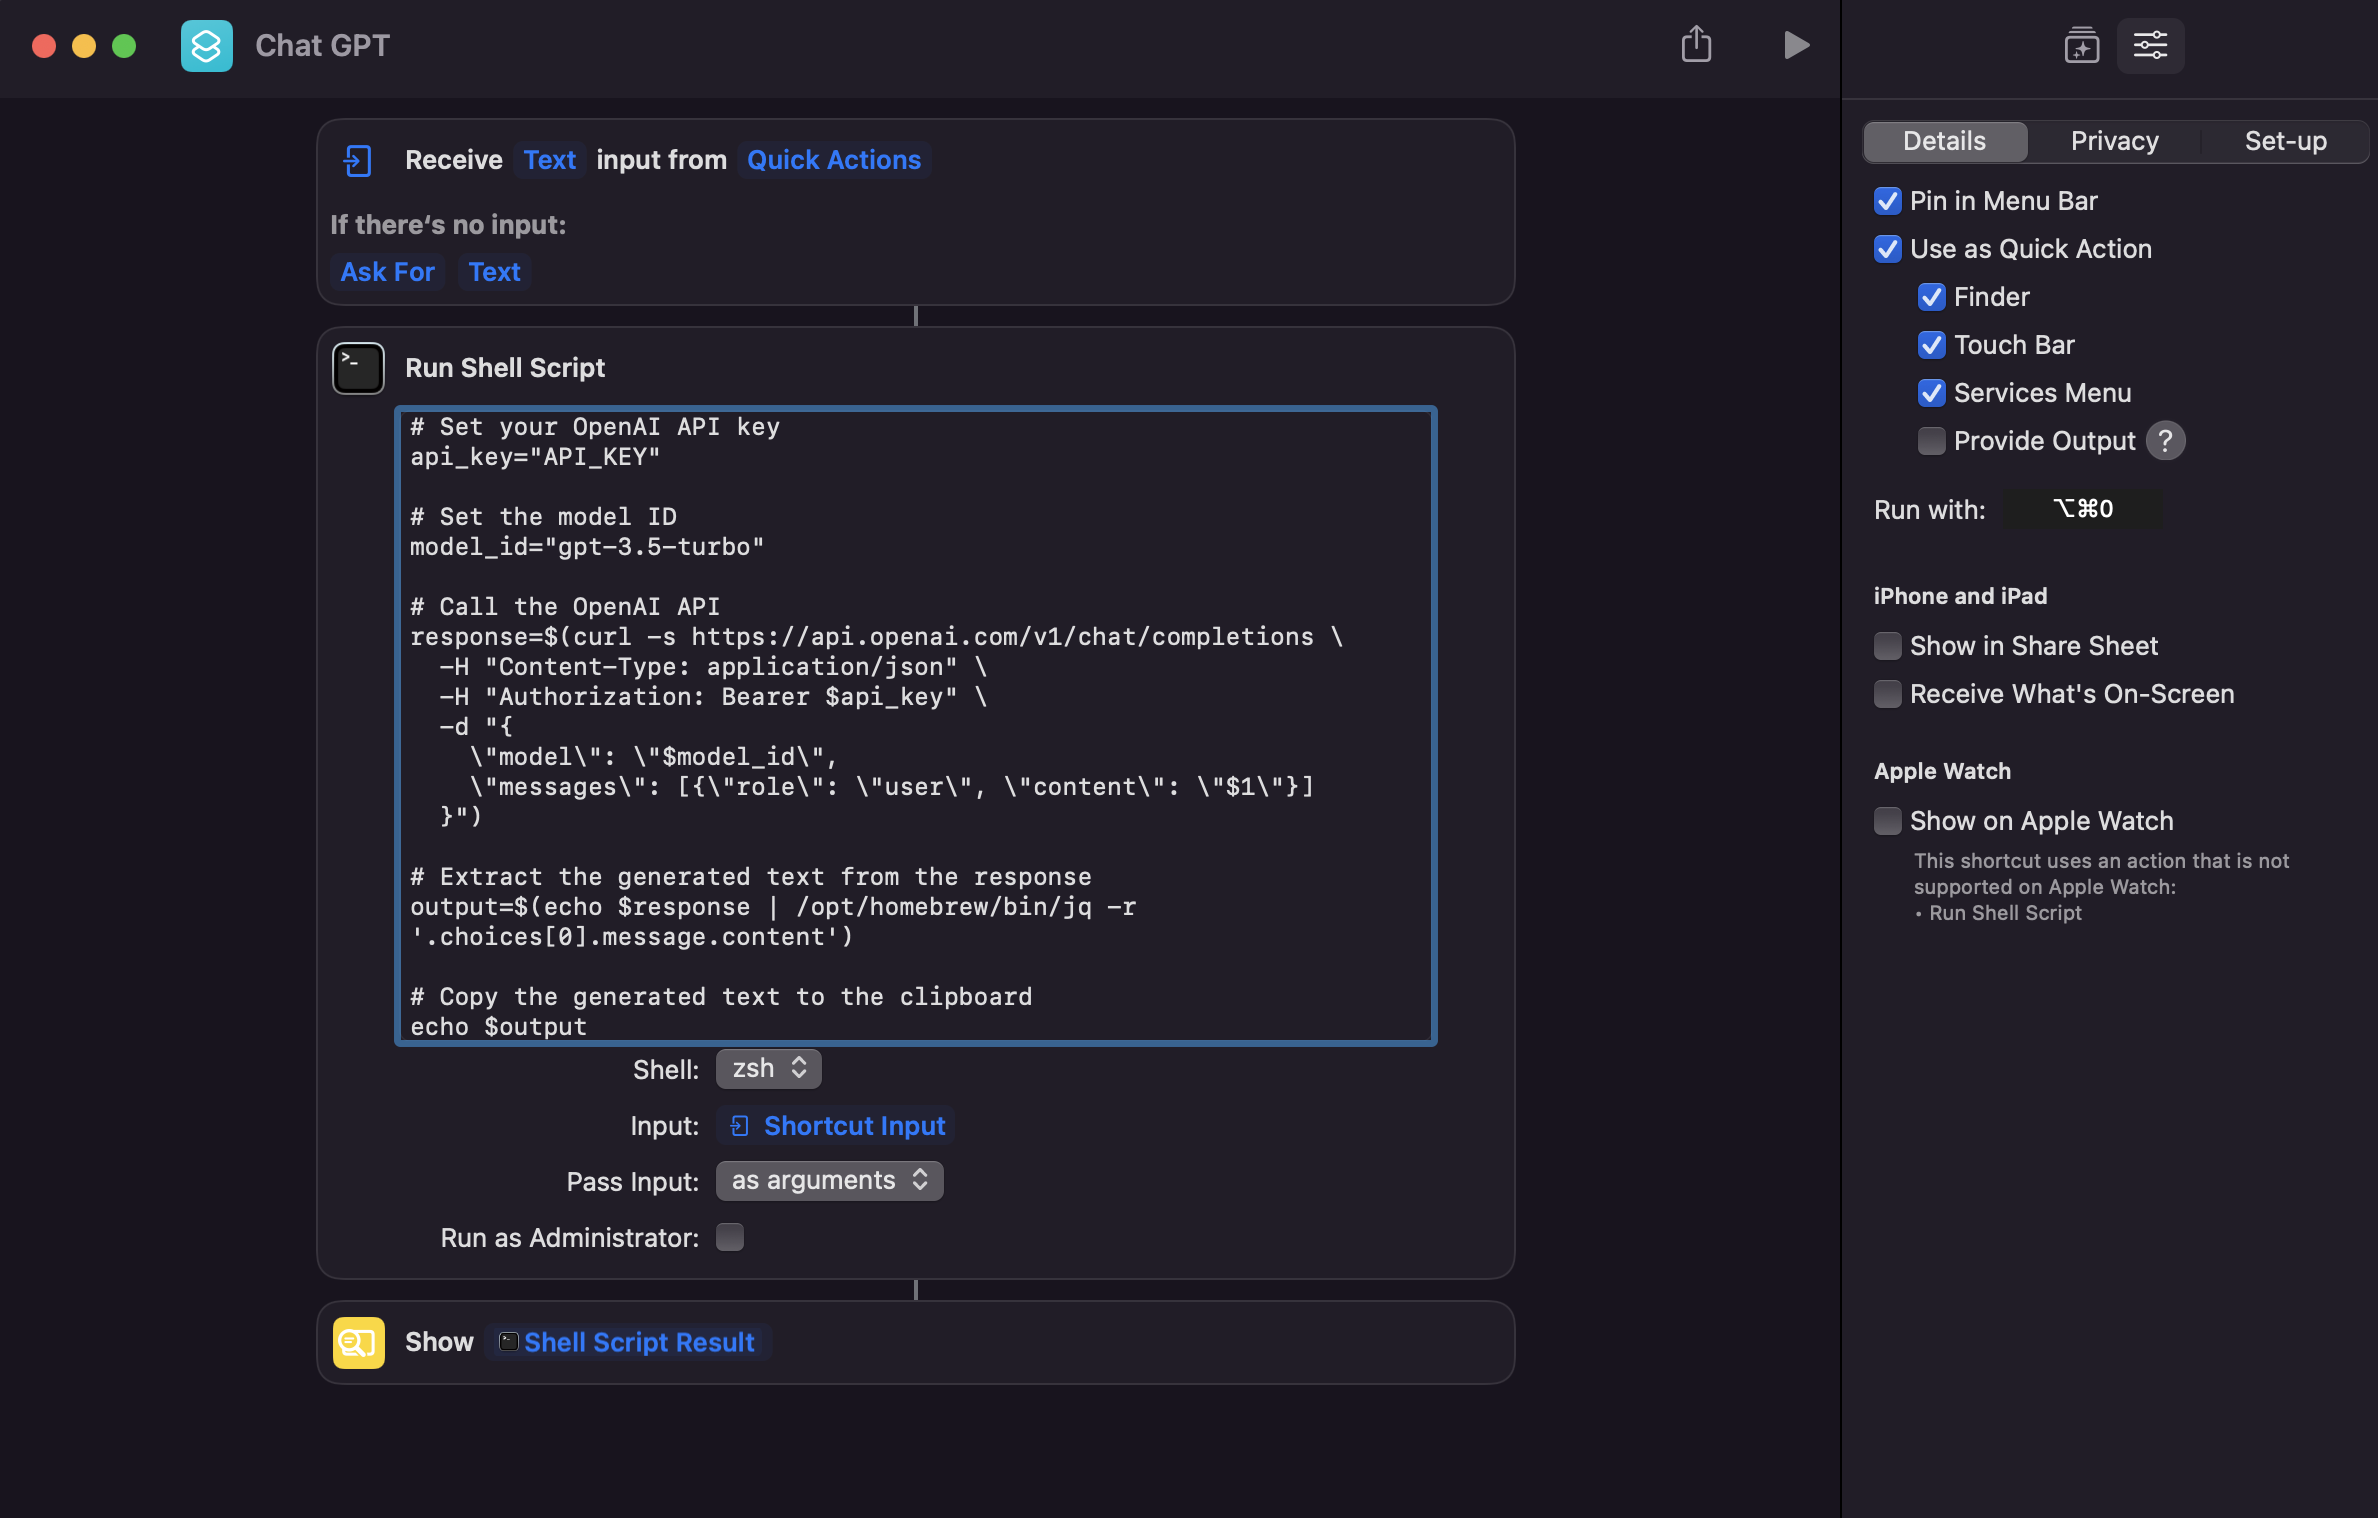 Chat GPT
Receive Text input from Quick Actions
If there‘s no input:
Ask For Text
Run Shell Script
# Set your OpenAI API key
api_key="API_KEY"
# Set the model ID
model_id="gpt-3.5-turbo"
# Call the OpenAI API
response=$(curl -s https://api.openai.com/v1/chat/completions \
  -H "Content-Type: application/json" \
  -H "Authorization: Bearer $api_key" \
  -d "{
    \"model\": \"$model_id\",
    \"messages\": [{\"role\": \"user\", \"content\": \"$1\"}]
  }")
# Extract the generated text from the response
output=$(echo $response | /opt/homebrew/bin/jq -r
'.choices[0].message.content')
# Copy the generated text to the clipboard
echo $output
Shell: zsh
Input: Shortcut Input
Pass Input: as arguments
Run as Administrator:
Show Shell Script Result
Details Privacy Set-up
Pin in Menu Bar
Use as Quick Action
Finder
Touch Bar
Services Menu
Provide Output ?
Run with: ⌥⌘0
iPhone and iPad
Show in Share Sheet
Receive What's On-Screen
Apple Watch
Show on Apple Watch
This shortcut uses an action that is not
supported on Apple Watch:
• Run Shell Script